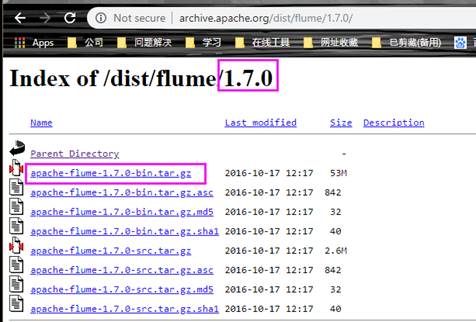 Not secure | archive.apache.org/dist/flume/1.7.0/
Apps 公司 问题解决 学习 在线工具 网址收藏 已剪藏(备用)
Index of /dist/flume/1.7.0
Name Last modified Size Description
Parent Directory -
apache-flume-1.7.0-bin.tar.gz 2016-10-17 12:17 53M
apache-flume-1.7.0-bin.tar.gz.asc 2016-10-17 12:17 842
apache-flume-1.7.0-bin.tar.gz.md5 2016-10-17 12:17 32
apache-flume-1.7.0-bin.tar.gz.sha1 2016-10-17 12:17 40
apache-flume-1.7.0-src.tar.gz 2016-10-17 12:17 2.6M
apache-flume-1.7.0-src.tar.gz.asc 2016-10-17 12:17 842
apache-flume-1.7.0-src.tar.gz.md5 2016-10-17 12:17 32
apache-flume-1.7.0-src.tar.gz.sha1 2016-10-17 12:17 40